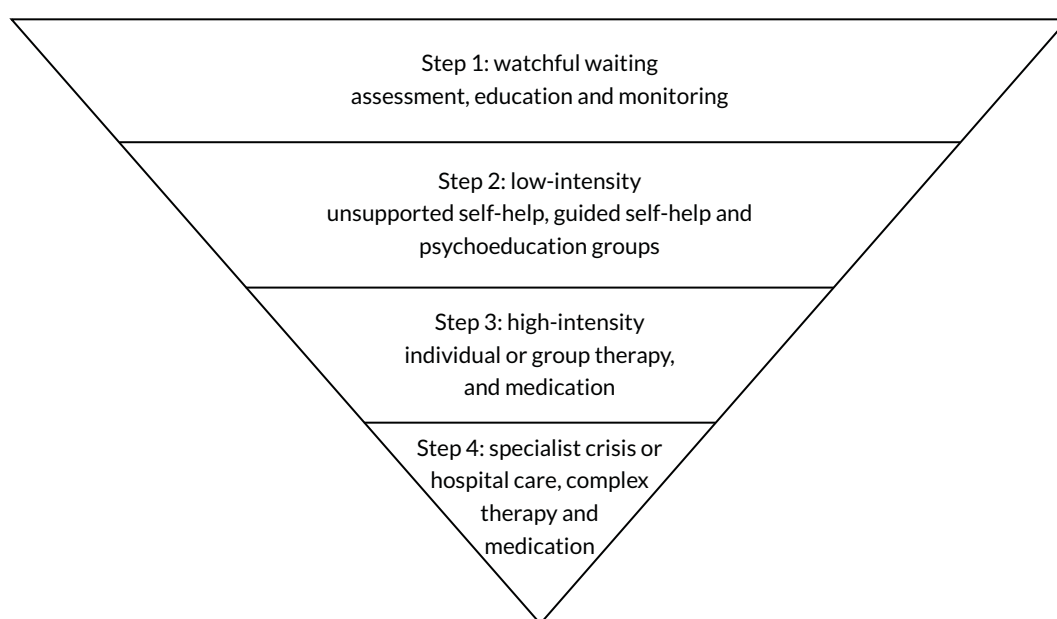 Step 1: watchful waiting
assessment, education and monitoring
Step 2: low-intensity
unsupported self-help, guided self-help and
psychoeducation groups
Step 3: high-intensity
individual or group therapy,
and medication
Step 4: specialist crisis or
hospital care, complex
therapy and
medication